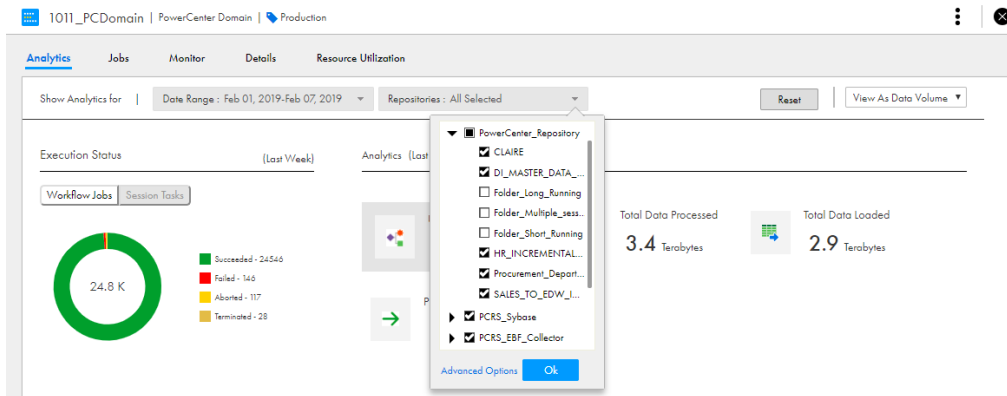 1011_PCDomain | PowerCenter Domain | Production
Analytics Jobs Monitor Details Resource Utilization
Show Analytics for | Date Range : Feb 01, 2019-Feb 07, 2019 Repositories : All Selected Reset View As Data Volume
PowerCenter_Repository
CLAIRE
DI_MASTER_DATA_...
Folder_Long_Running
Folder_Multiple_sess..
Folder_Short_Running
HR_INCREMENTAL...
Procurement_Depart...
SALES_TO_EDW_I...
PCRS_Sybase
PCRS_EBF_Collector
Advanced Options Ok
Execution Status (Last Week)
Workflow Jobs Session Tasks
24.8 K
Succeeded - 24546
Failed - 146
Aborted - 117
Terminated - 28
Analytics (Last
Total Data Processed
3.4 Terabytes
Total Data Loaded
2.9 Terabytes